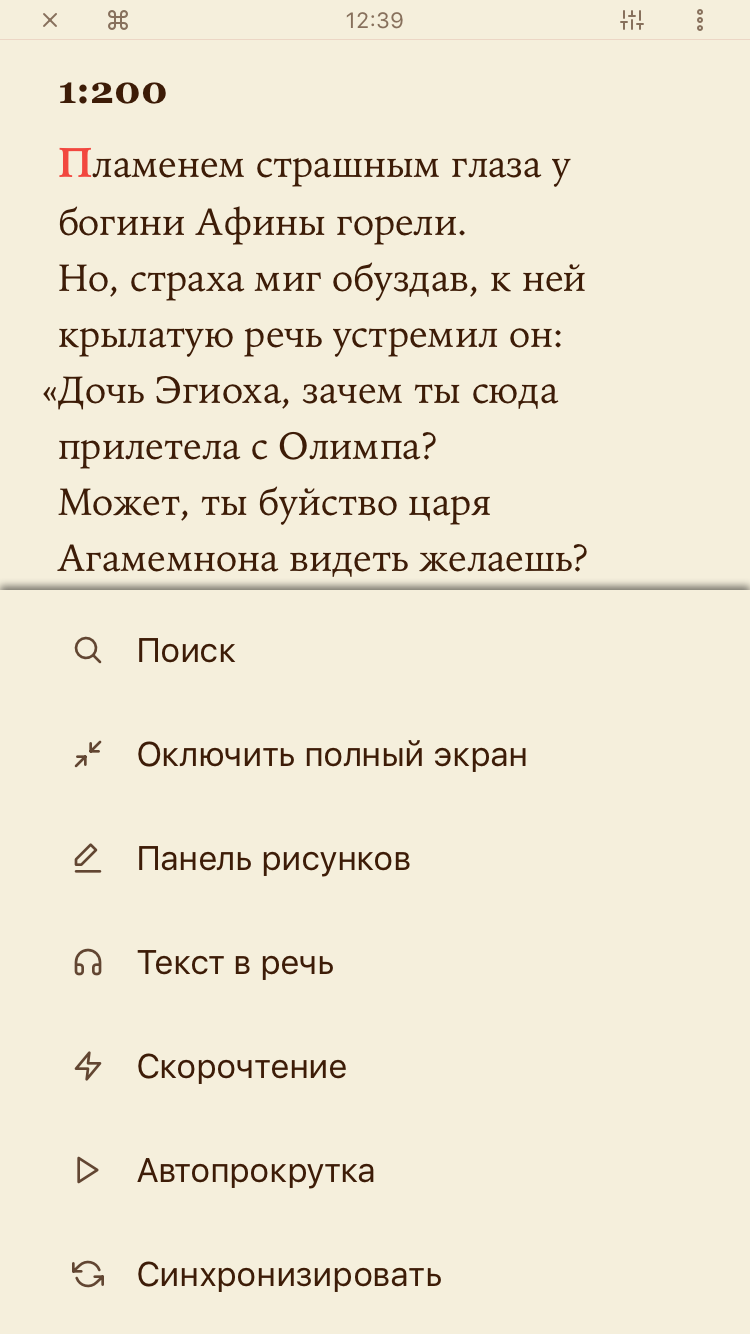 12:39
1:200
Пламенем страшным глаза у
богини Афины горели.
Но, страха миг обуздав, к ней
крылатую речь устремил он:
«Дочь Эгиоха, зачем ты сюда
прилетела с Олимпа?
Может, ты буйство царя
Агамемнона видеть желаешь?
Поиск
Оключить полный экран
Панель рисунков
Текст в речь
Скорочтение
Автопрокрутка
Синхронизировать